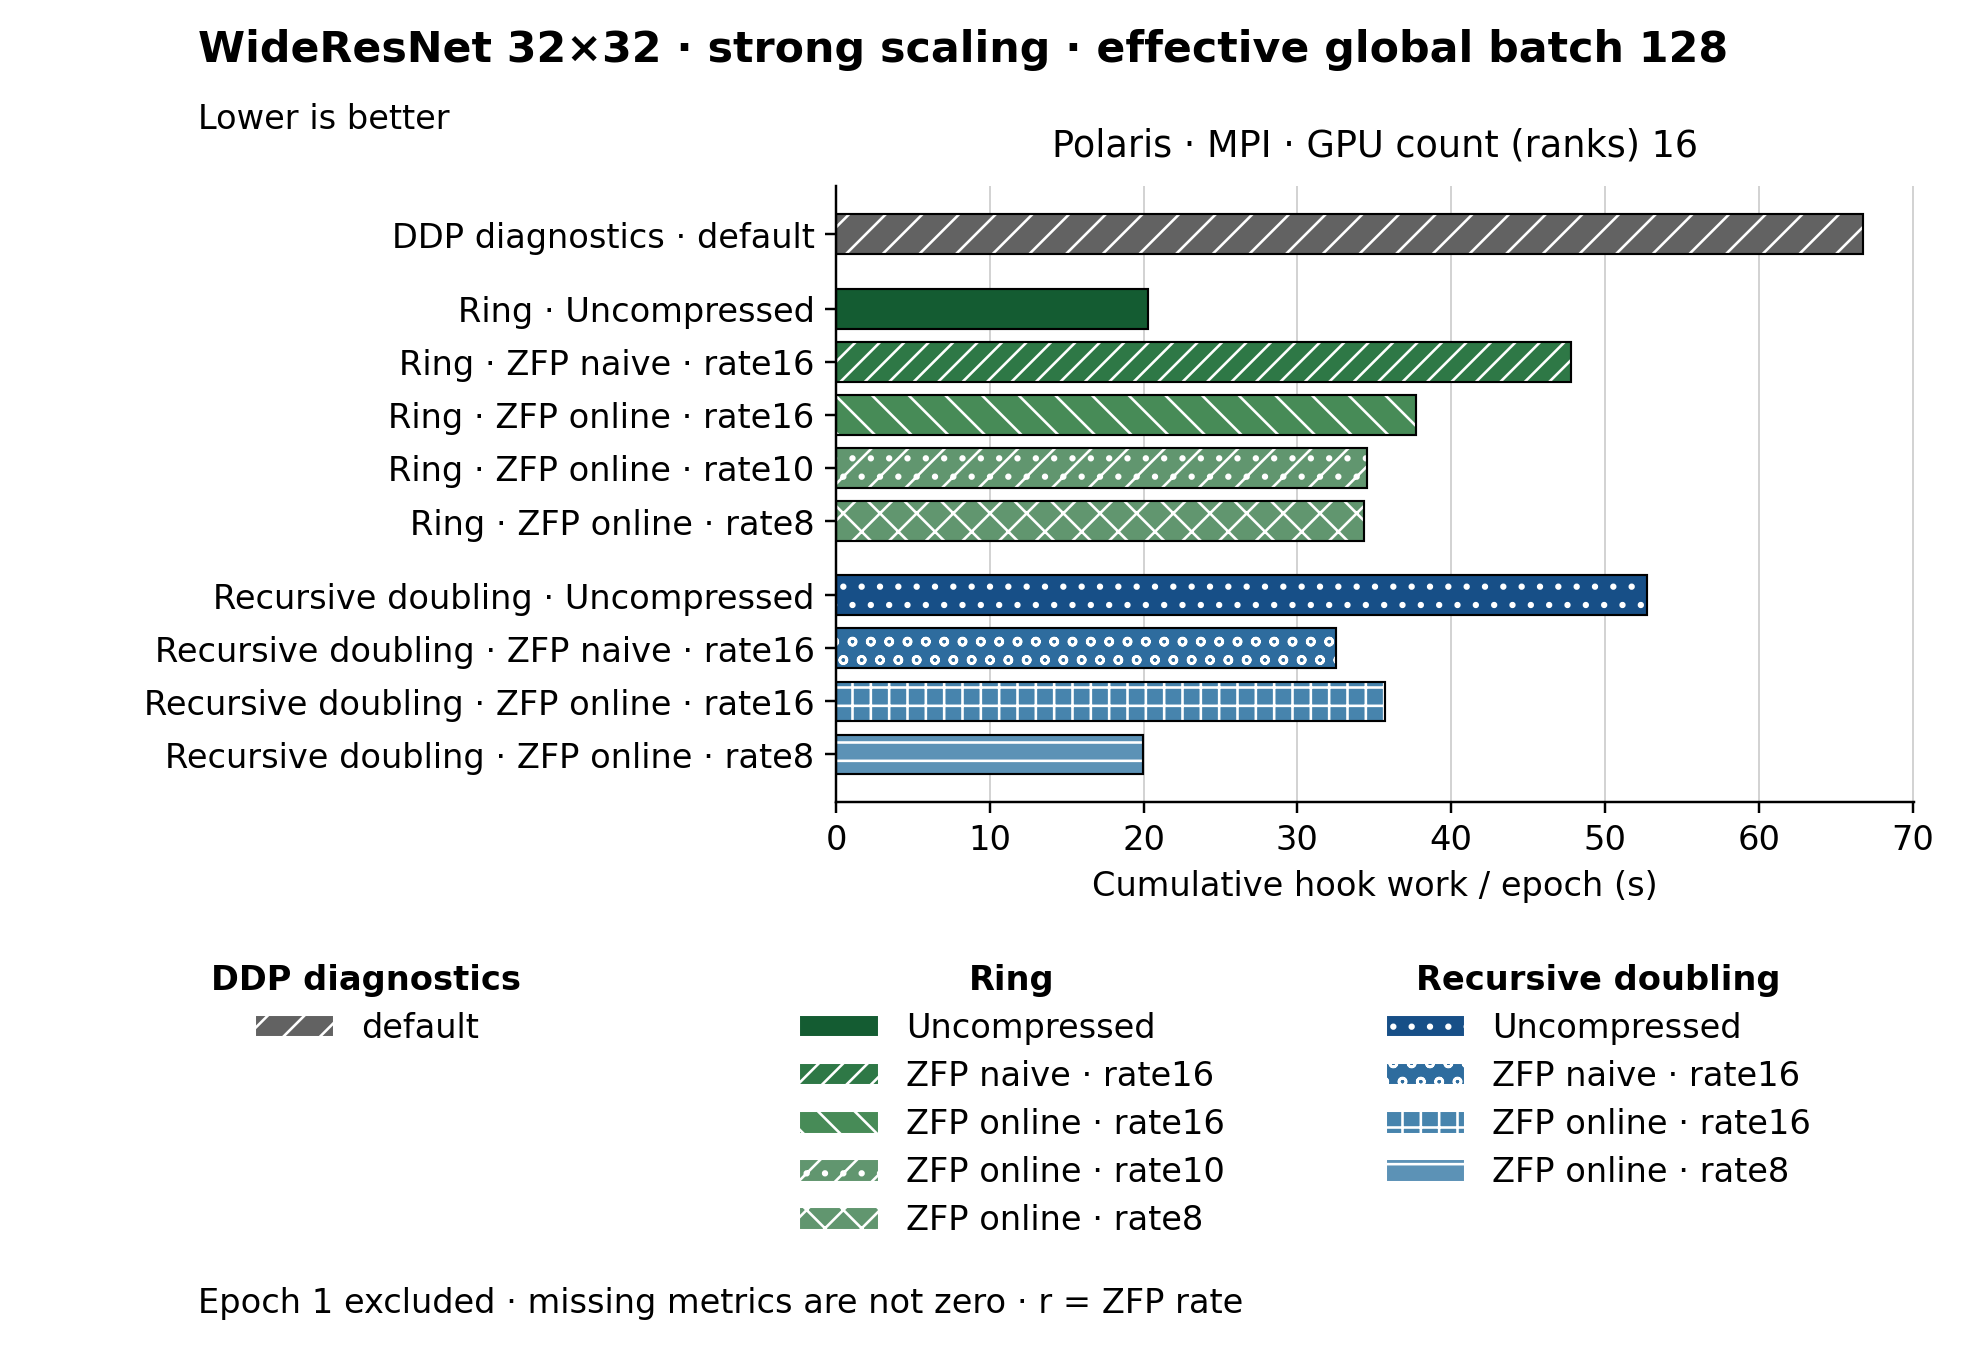 WideResNet 32×32 · strong scaling · effective global batch 128
Lower is better
Polaris · MPI · GPU count (ranks) 16
DDP diagnostics · default
Ring · Uncompressed
Ring · ZFP naive · rate16
Ring · ZFP online · rate16
Ring · ZFP online · rate10
Ring · ZFP online · rate8
Recursive doubling · Uncompressed
Recursive doubling · ZFP naive · rate16
Recursive doubling · ZFP online · rate16
Recursive doubling · ZFP online · rate8
0 10 20 30 40 50 60 70
Cumulative hook work / epoch (s)
DDP diagnostics
default
Ring
Uncompressed
ZFP naive · rate16
ZFP online · rate16
ZFP online · rate10
ZFP online · rate8
Recursive doubling
Uncompressed
ZFP naive · rate16
ZFP online · rate16
ZFP online · rate8
Epoch 1 excluded · missing metrics are not zero · r = ZFP rate